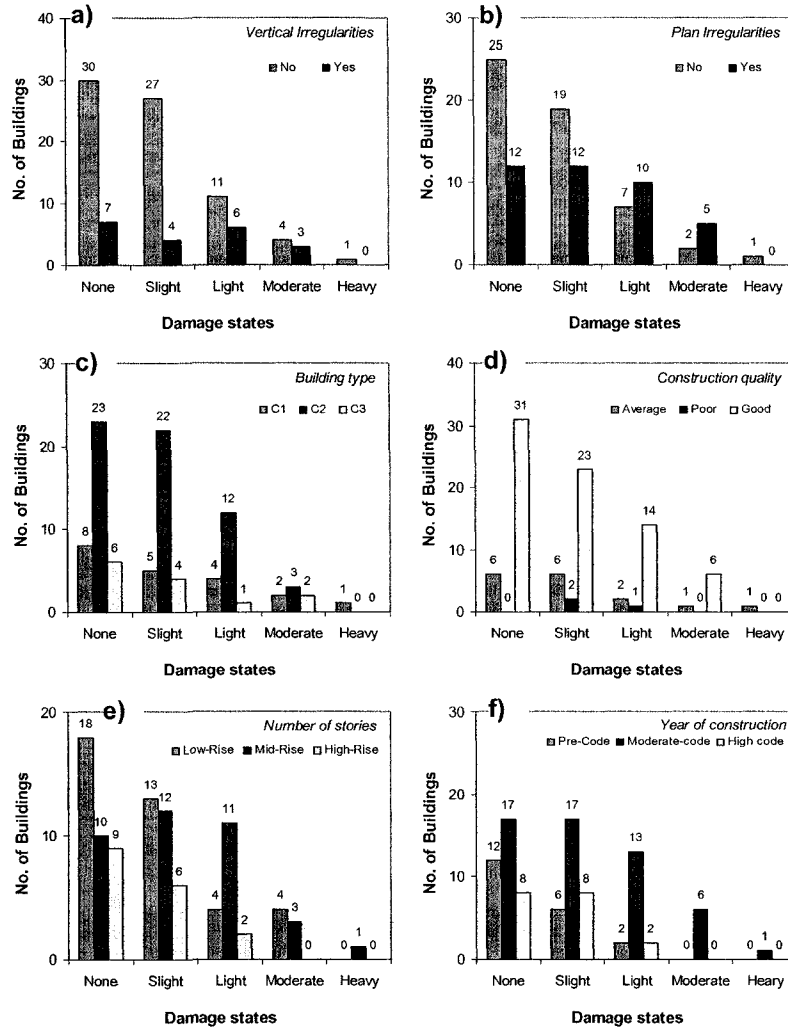 a)
Vertical Irregularities
No Yes
No. of Buildings
40
30
20
10
0
30 7 27 4 11 6 4 3 1 0
None Slight Light Moderate Heavy
Damage states
b)
Plan Irregularities
No Yes
No. of Buildings
30
20
10
0
25 12 19 12 7 10 2 5 1 0
None Slight Light Moderate Heavy
Damage states
c)
Building type
C1 C2 C3
No. of Buildings
30
20
10
0
8 23 6 5 22 4 4 12 1 2 3 2 1 0 0
None Slight Light Moderate Heavy
Damage states
d)
Construction quality
Average Poor Good
No. of Buildings
40
30
20
10
0
6 0 31 6 2 23 2 1 14 1 0 6 1 0 0
None Slight Light Moderate Heavy
Damage states
e)
Number of stories
Low-Rise Mid-Rise High-Rise
No. of Buildings
20
10
0
18 10 9 13 12 6 4 11 2 4 3 0 0 1 0
None Slight Light Moderate Heavy
Damage states
f)
Year of construction
Pre-Code Moderate-code High code
No. of Buildings
30
20
10
0
12 17 8 6 17 8 2 13 2 0 6 0 0 1 0
None Slight Light Moderate Heavy
Damage states